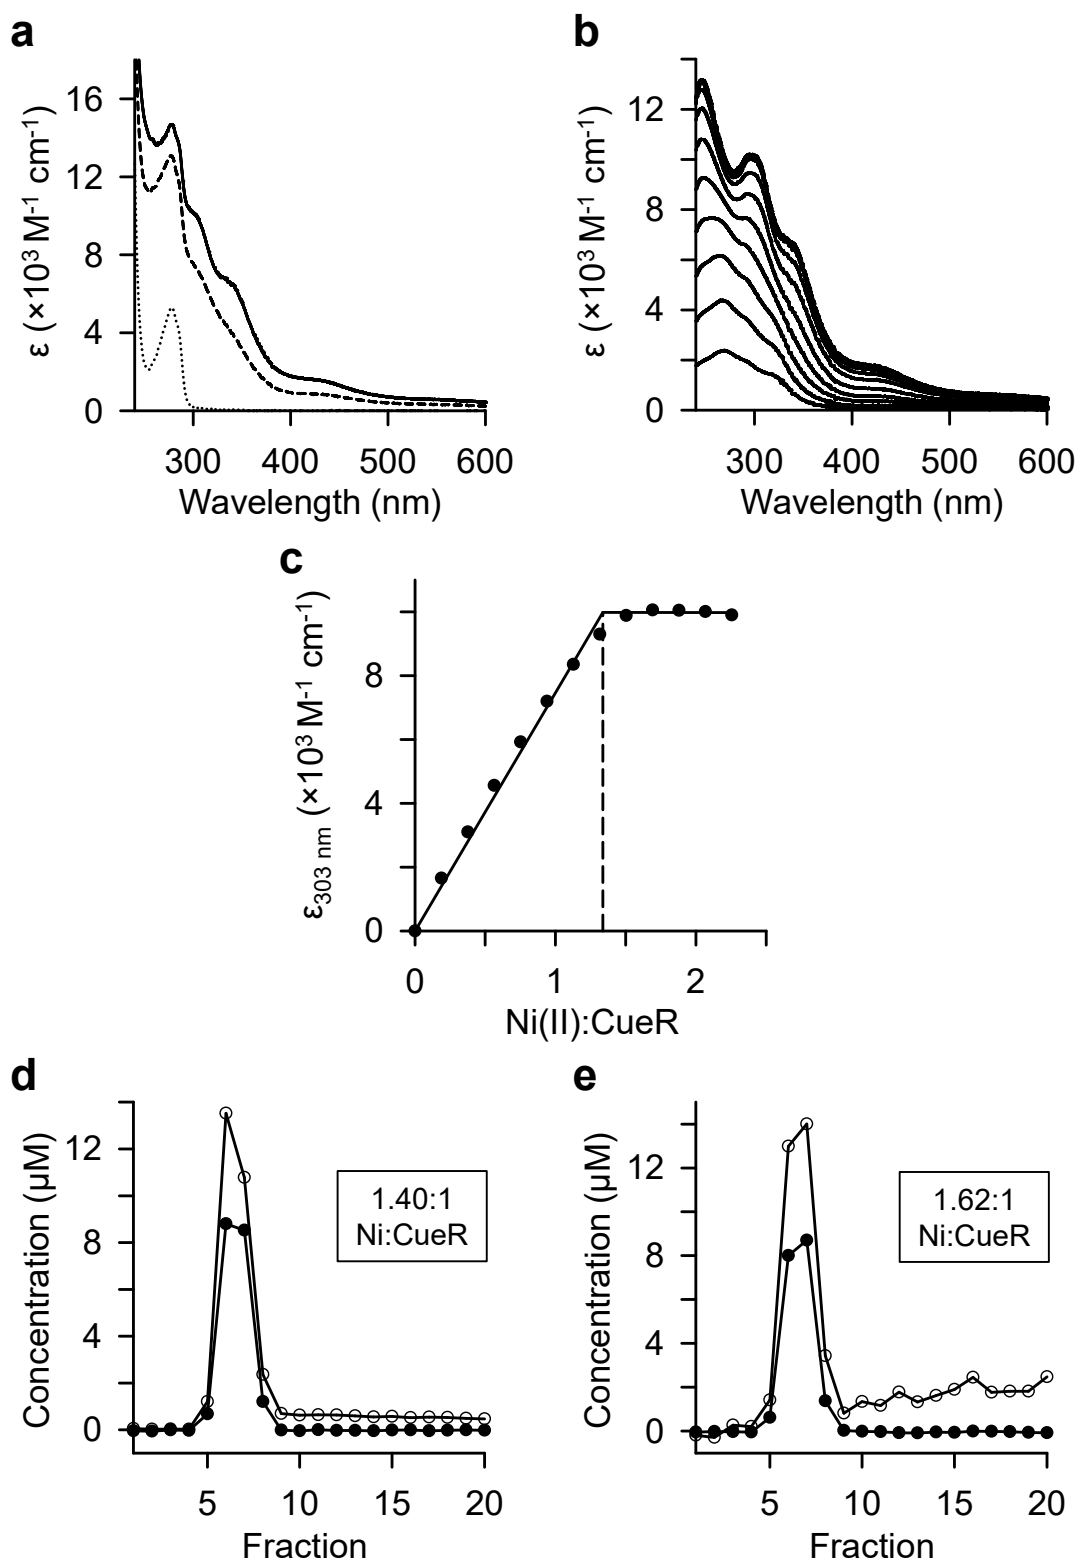 a
16
12
8
4
0
ε (×10³ M⁻¹ cm⁻¹)
300 400 500 600
Wavelength (nm)
b
12
8
4
0
ε (×10³ M⁻¹ cm⁻¹)
300 400 500 600
Wavelength (nm)
c
8
4
0
ε₃₀₃ ₙₘ (×10³ M⁻¹ cm⁻¹)
0 1 2
Ni(II):CueR
d
12
8
4
0
Concentration (µM)
1.40:1
Ni:CueR
5 10 15 20
Fraction
e
12
8
4
0
Concentration (µM)
1.62:1
Ni:CueR
5 10 15 20
Fraction